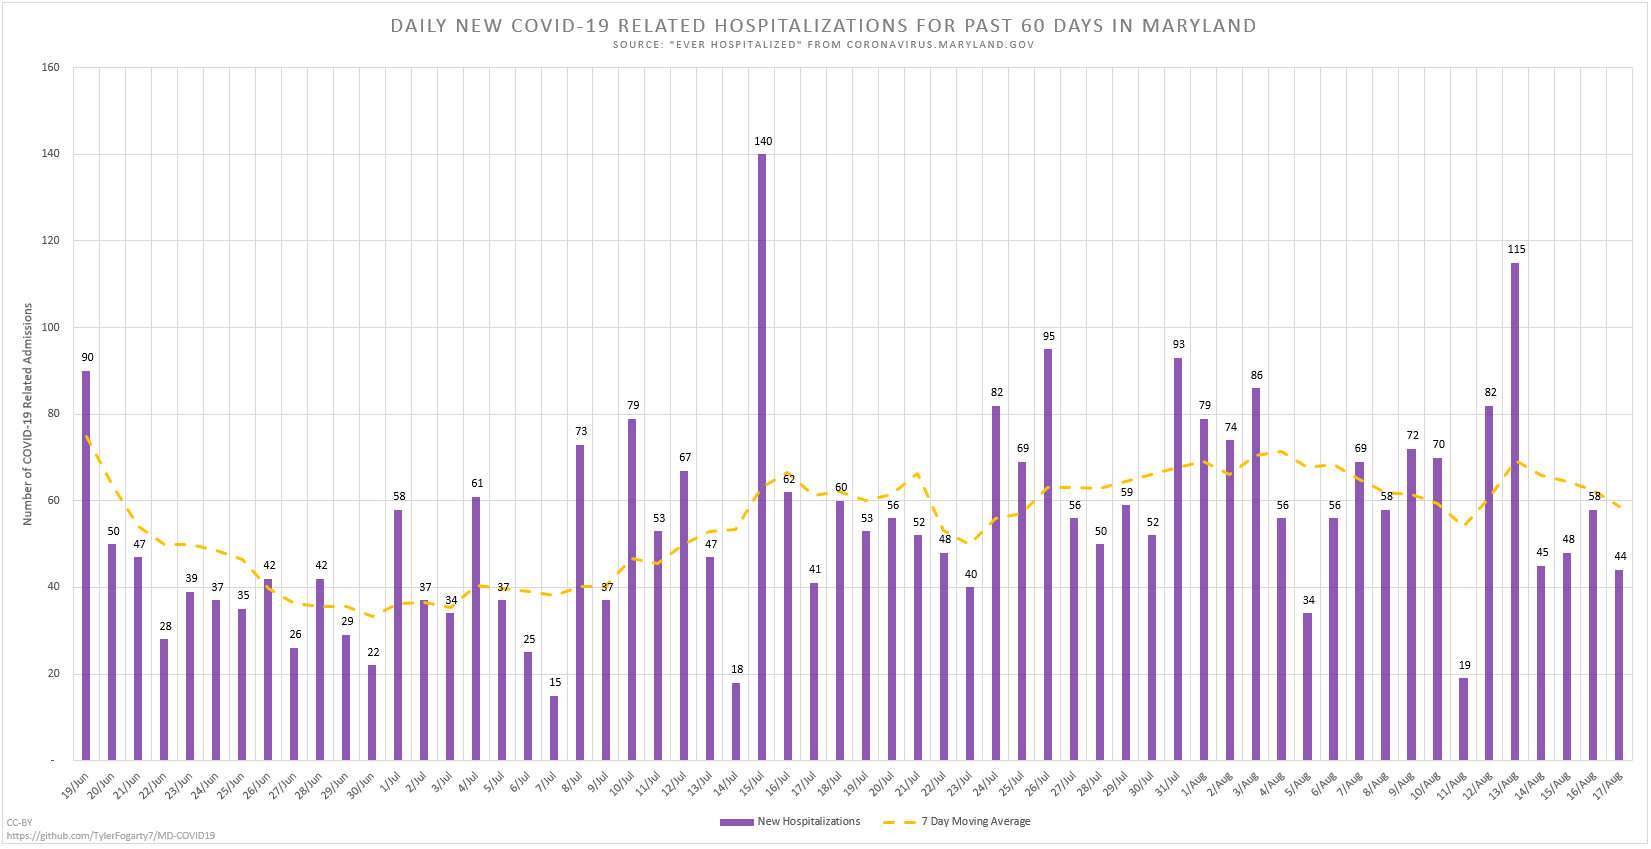 DAILY NEW COVID-19 RELATED HOSPITALIZATIONS FOR PAST 60 DAYS IN MARYLAND
SOURCE: "EVER HOSPITALIZED" FROM CORONAVIRUS.MARYLAND.GOV
Number of COVID-19 Related Admissions
160
140
120
100
80
60
40
20
-
90 50 47 28 39 37 35 42 26 42 29 22 58 37 34 61 37 25 15 73 37 79 53 67 47 18 140 62 41 60 53 56 52 48 40 82 69 95 56 50 59 52 93 79 74 86 56 34 56 69 58 72 70 19 82 115 45 48 58 44
19/Jun 20/Jun 21/Jun 22/Jun 23/Jun 24/Jun 25/Jun 26/Jun 27/Jun 28/Jun 29/Jun 30/Jun 1/Jul 2/Jul 3/Jul 4/Jul 5/Jul 6/Jul 7/Jul 8/Jul 9/Jul 10/Jul 11/Jul 12/Jul 13/Jul 14/Jul 15/Jul 16/Jul 17/Jul 18/Jul 19/Jul 20/Jul 21/Jul 22/Jul 23/Jul 24/Jul 25/Jul 26/Jul 27/Jul 28/Jul 29/Jul 30/Jul 31/Jul 1/Aug 2/Aug 3/Aug 4/Aug 5/Aug 6/Aug 7/Aug 8/Aug 9/Aug 10/Aug 11/Aug 12/Aug 13/Aug 14/Aug 15/Aug 16/Aug 17/Aug
New Hospitalizations 7 Day Moving Average
CC-BY
https://github.com/TylerFogarty7/MD-COVID19